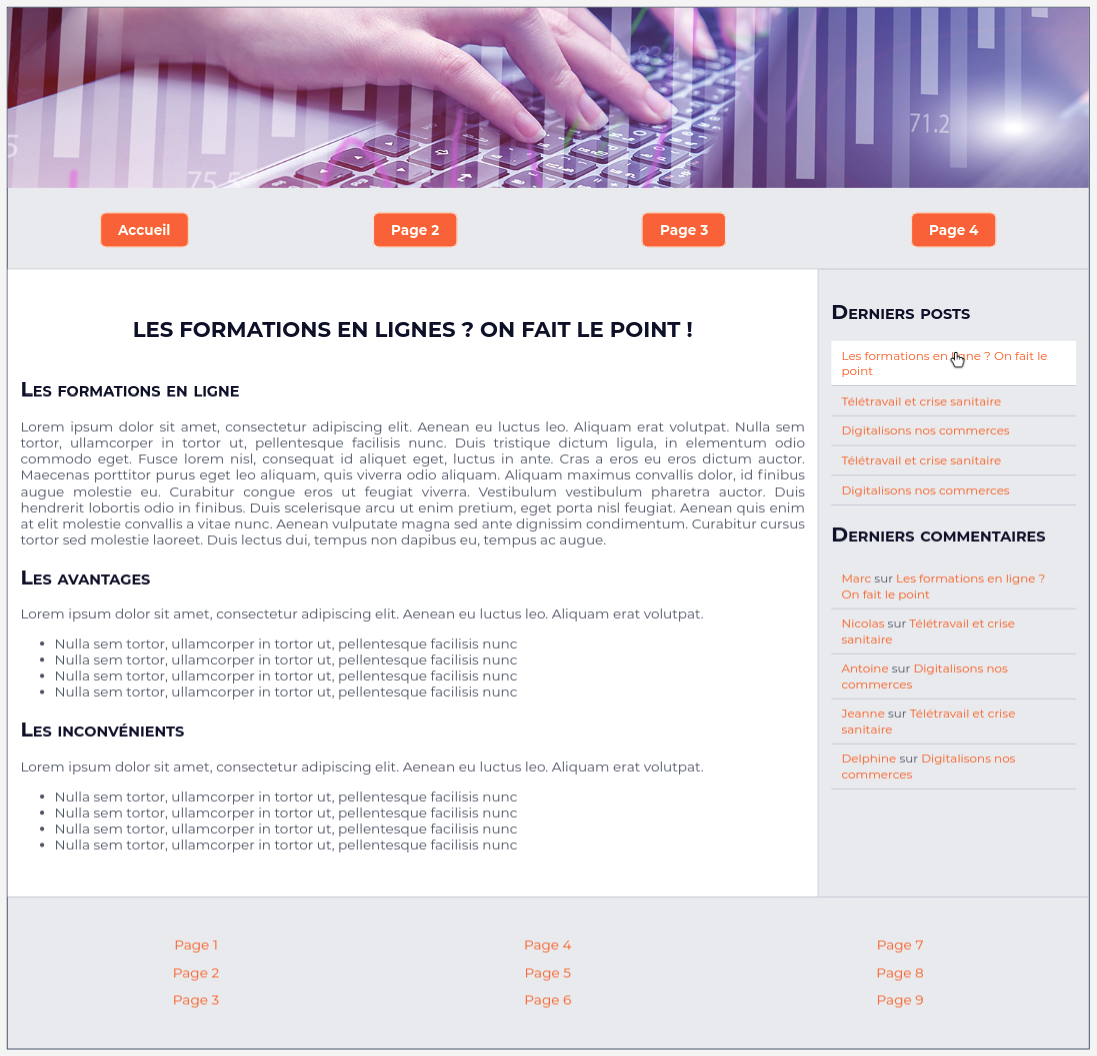 83.4
71.2
5
75.5
Accueil
Page 2
Page 3
Page 4
LES FORMATIONS EN LIGNES ? ON FAIT LE POINT !
Les formations en ligne
Lorem ipsum dolor sit amet, consectetur adipiscing elit. Aenean eu luctus leo. Aliquam erat volutpat. Nulla sem
tortor, ullamcorper in tortor ut, pellentesque facilisis nunc. Duis tristique dictum ligula, in elementum odio
commodo eget. Fusce lorem nisl, consequat id aliquet eget, luctus in ante. Cras a eros eu eros dictum auctor.
Maecenas porttitor purus eget leo aliquam, quis viverra odio aliquam. Aliquam maximus convallis dolor, id finibus
augue molestie eu. Curabitur congue eros ut feugiat viverra. Vestibulum vestibulum pharetra auctor. Duis
hendrerit lobortis odio in finibus. Duis scelerisque arcu ut enim pretium, eget porta nisl feugiat. Aenean quis enim
at elit molestie convallis a vitae nunc. Aenean vulputate magna sed ante dignissim condimentum. Curabitur cursus
tortor sed molestie laoreet. Duis lectus dui, tempus non dapibus eu, tempus ac augue.
Les avantages
Lorem ipsum dolor sit amet, consectetur adipiscing elit. Aenean eu luctus leo. Aliquam erat volutpat.
• Nulla sem tortor, ullamcorper in tortor ut, pellentesque facilisis nunc
• Nulla sem tortor, ullamcorper in tortor ut, pellentesque facilisis nunc
• Nulla sem tortor, ullamcorper in tortor ut, pellentesque facilisis nunc
• Nulla sem tortor, ullamcorper in tortor ut, pellentesque facilisis nunc
Les inconvénients
Lorem ipsum dolor sit amet, consectetur adipiscing elit. Aenean eu luctus leo. Aliquam erat volutpat.
• Nulla sem tortor, ullamcorper in tortor ut, pellentesque facilisis nunc
• Nulla sem tortor, ullamcorper in tortor ut, pellentesque facilisis nunc
• Nulla sem tortor, ullamcorper in tortor ut, pellentesque facilisis nunc
• Nulla sem tortor, ullamcorper in tortor ut, pellentesque facilisis nunc
Derniers posts
Les formations en ligne ? On fait le
point
Télétravail et crise sanitaire
Digitalisons nos commerces
Télétravail et crise sanitaire
Digitalisons nos commerces
Derniers commentaires
Marc sur Les formations en ligne ?
On fait le point
Nicolas sur Télétravail et crise
sanitaire
Antoine sur Digitalisons nos
commerces
Jeanne sur Télétravail et crise
sanitaire
Delphine sur Digitalisons nos
commerces
Page 1
Page 2
Page 3
Page 4
Page 5
Page 6
Page 7
Page 8
Page 9